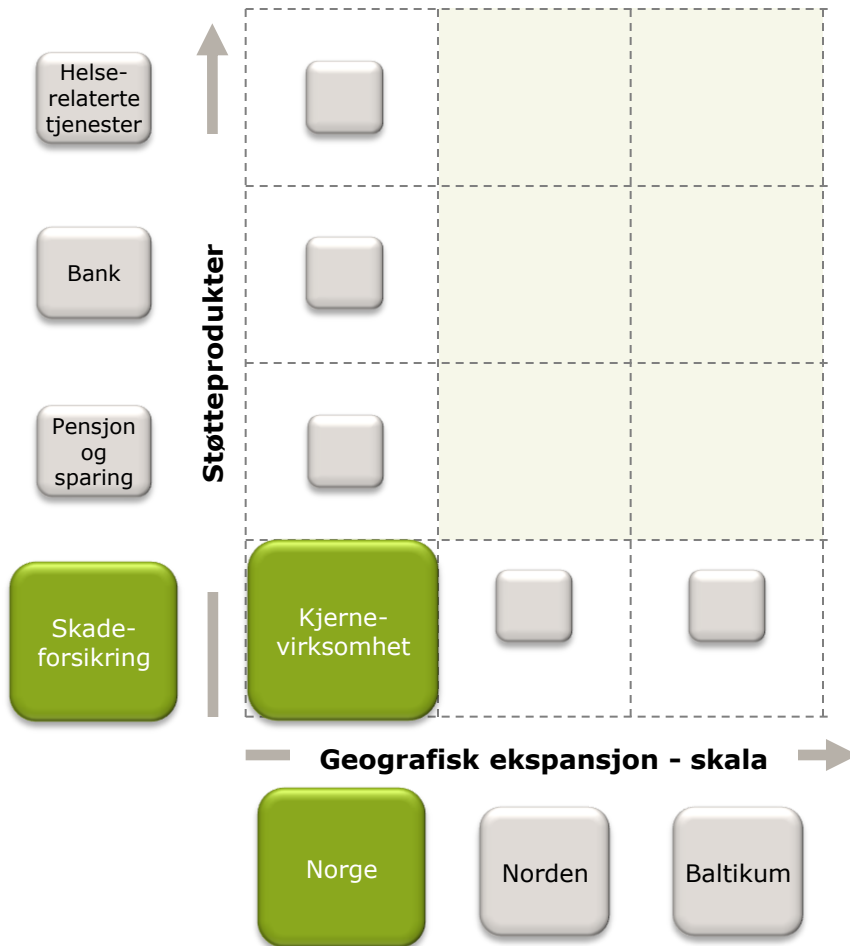 Helse-
relaterte
tjenester
Bank
Pensjon
og
sparing
Støtteprodukter
Skade-
forsikring
Kjerne-
virksomhet
Geografisk ekspansjon - skala
Norge
Norden
Baltikum